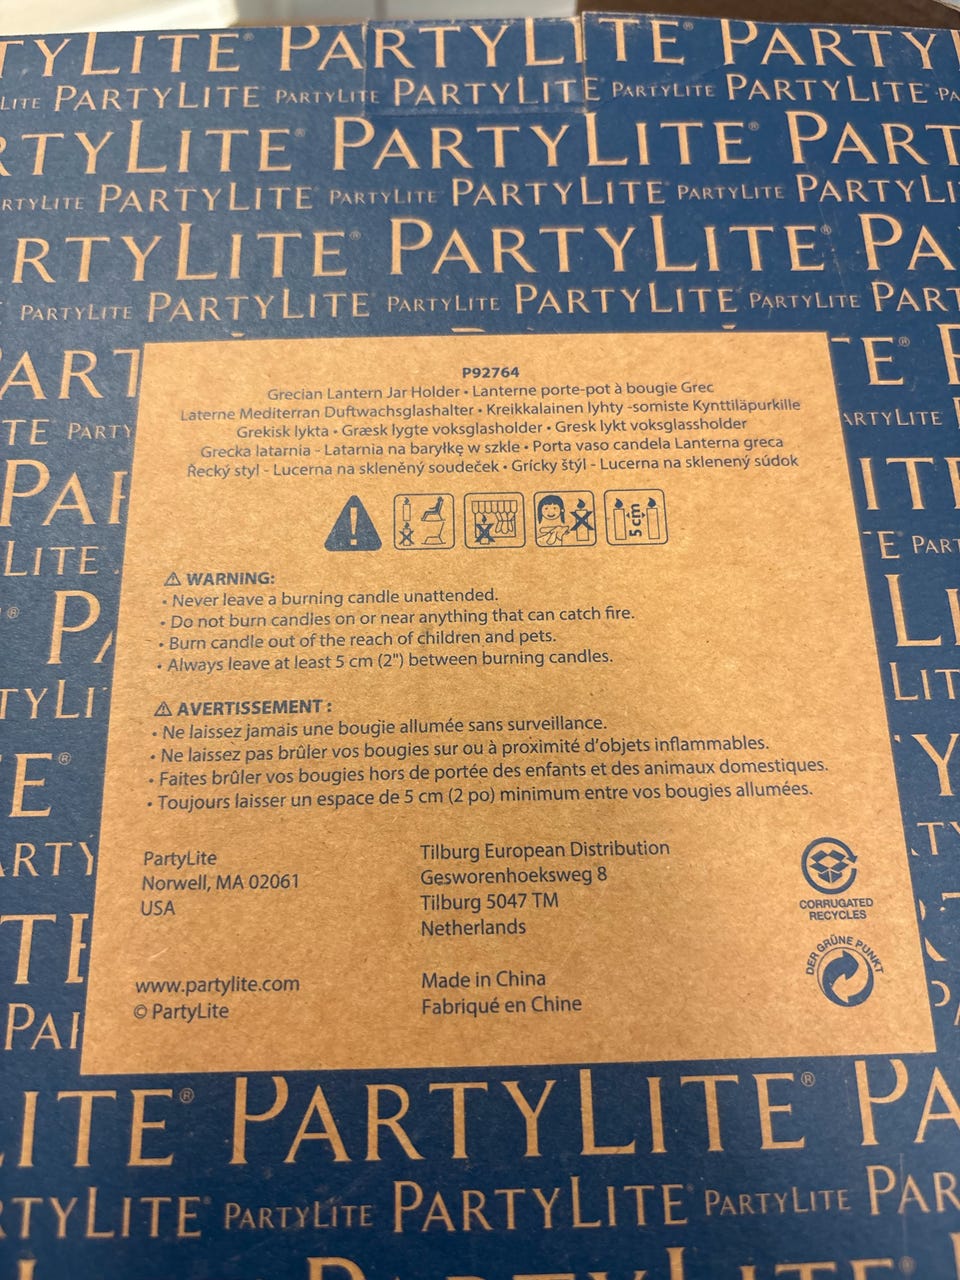 TYLITE® PARTYLITE® PARTY
LITE PARTYLITE PARTYLITE PARTYLITE PARTYLITE PARTYLITE® PA
RTYLITE® PARTYLITE® PART
RTYLITE PARTYLITE PARTYLITE PARTYLITE PARTYLITE PARTYLI
RTYLITE® PARTYLITE® PA
PARTYLITE PARTYLITE PARTYLITE PARTYLITE PARTYLITE PART
P92764
Grecian Lantern Jar Holder • Lanterne porte-pot à bougie Grec
Laterne Mediterran Duftwachsglashalter • Kreikkalainen lyhty -somiste Kynttiläpurkille
Grekisk lykta • Græsk lygte voksglasholder • Gresk lykt voksglassholder
Grecka latarnia - Latarnia na baryłkę w szkle • Porta vaso candela Lanterna greca
Řecký styl - Lucerna na skleněný soudeček • Grícky štýl - Lucerna na sklenený súdok
5 cm
⚠ WARNING:
• Never leave a burning candle unattended.
• Do not burn candles on or near anything that can catch fire.
• Burn candle out of the reach of children and pets.
• Always leave at least 5 cm (2") between burning candles.
⚠ AVERTISSEMENT :
• Ne laissez jamais une bougie allumée sans surveillance.
• Ne laissez pas brûler vos bougies sur ou à proximité d'objets inflammables.
• Faites brûler vos bougies hors de portée des enfants et des animaux domestiques.
• Toujours laisser un espace de 5 cm (2 po) minimum entre vos bougies allumées.
PartyLite
Norwell, MA 02061
USA
Tilburg European Distribution
Gesworenhoeksweg 8
Tilburg 5047 TM
Netherlands
www.partylite.com
© PartyLite
Made in China
Fabriqué en Chine
CORRUGATED
RECYCLES
DER GRÜNE PUNKT
LITE® PARTYLITE® PA
RTYLITE® PARTYLITE PARTYLITE® PARTYLITE PAR